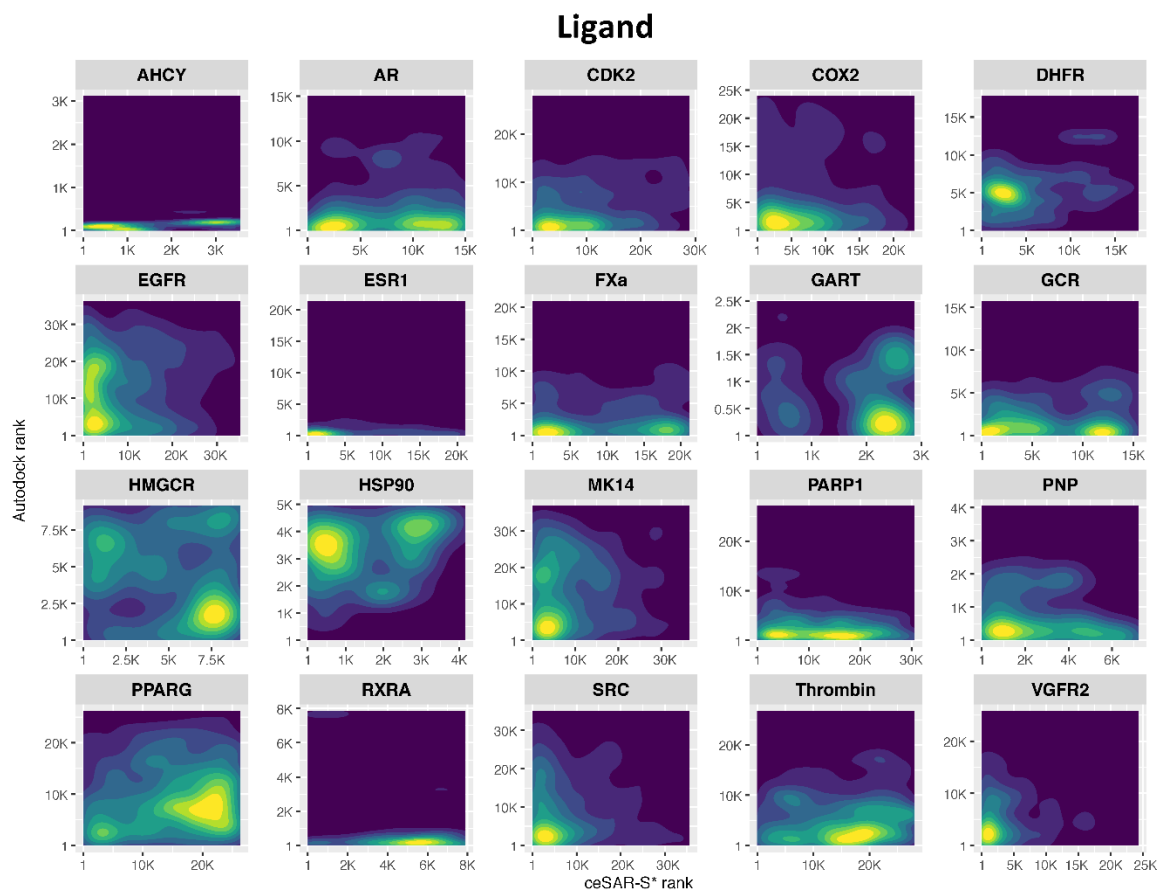 Ligand
AHCY AR CDK2 COX2 DHFR
3K 1K 1 1 1K 2K 3K
15K 10K 5K 1 1 5K 10K 15K
20K 10K 1 1 10K 20K 30K
25K 20K 15K 10K 5K 1 1 5K 10K 15K 20K
15K 10K 5K 1 1 5K 10K 15K
EGFR ESR1 FXa GART GCR
30K 20K 10K 1 1 10K 20K 30K
20K 15K 10K 5K 1 1 5K 10K 15K 20K
20K 15K 10K 5K 1 1 5K 10K 15K 20K
2.5K 2K 1.5K 1K 0.5K 1 1 2K 3K
15K 10K 5K 1 1 5K 10K 15K
Autodock rank
HMGCR HSP90 MK14 PARP1 PNP
7.5K 5K 2.5K 1 1 2.5K 5K 7.5K
5K 4K 3K 2K 1K 1 1 1K 2K 3K 4K
30K 20K 10K 1 1 10K 20K 30K
20K 10K 1 1 10K 20K 30K
4K 3K 2K 1K 1 1 2K 4K 6K
PPARG RXRA SRC Thrombin VGFR2
20K 10K 1 1 10K 20K
8K 6K 4K 2K 1 1 2K 4K 6K 8K
30K 20K 10K 1 1 10K 20K 30K
20K 10K 1 1 10K 20K
20K 10K 1 1 5K 10K 15K 20K 25K
ceSAR-S* rank